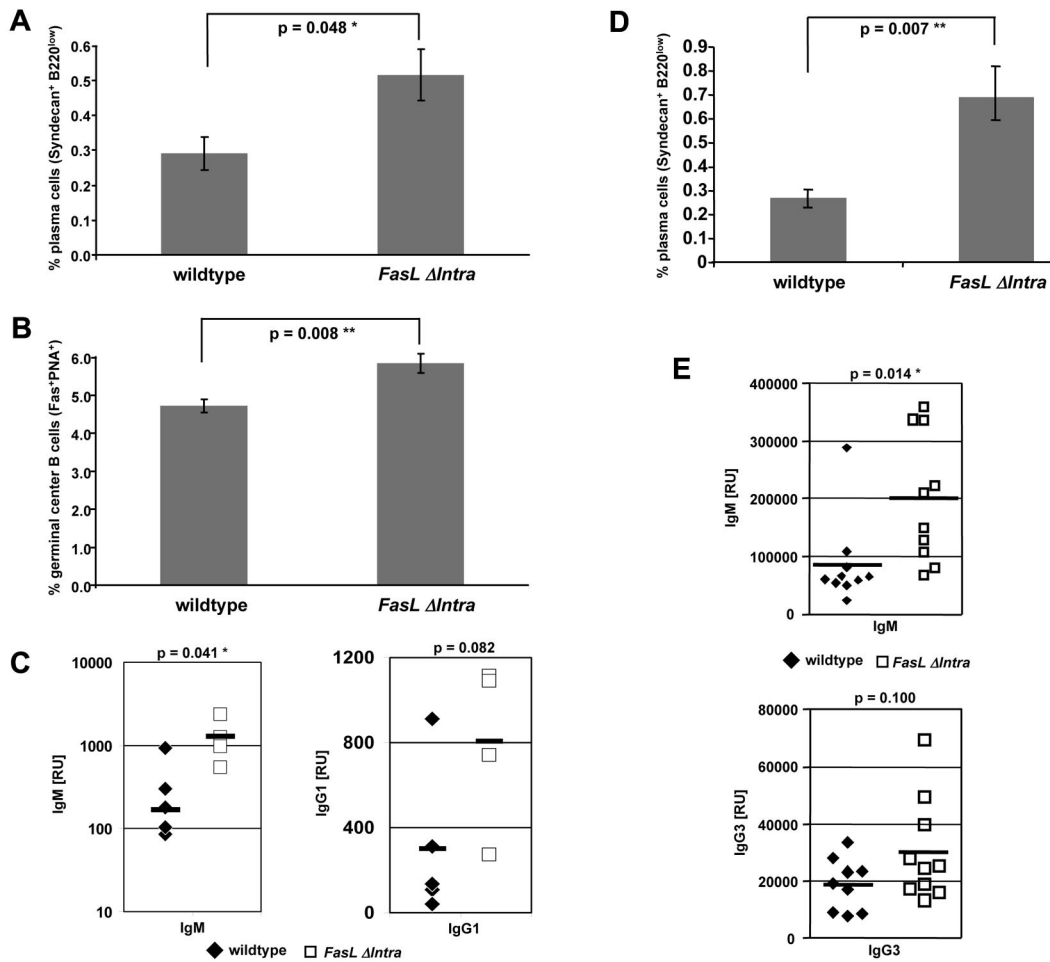 A
p = 0.048 *
% plasma cells (Syndecan⁺ B220ˡᵒʷ)
0.6
0.5
0.4
0.3
0.2
0.1
0.0
wildtype
FasL ΔIntra
B
p = 0.008 **
% germinal center B cells (Fas⁺PNA⁺)
6.0
5.0
4.0
3.0
2.0
1.0
0.0
wildtype
FasL ΔIntra
C
p = 0.041 *
IgM [RU]
10000
1000
100
10
IgM
p = 0.082
IgG1 [RU]
1200
800
400
0
IgG1
wildtype
FasL ΔIntra
D
p = 0.007 **
% plasma cells (Syndecan⁺ B220ˡᵒʷ)
0.9
0.8
0.7
0.6
0.5
0.4
0.3
0.2
0.1
0
wildtype
FasL ΔIntra
E
p = 0.014 *
IgM [RU]
400000
300000
200000
100000
0
IgM
wildtype
FasL ΔIntra
p = 0.100
IgG3 [RU]
80000
60000
40000
20000
0
IgG3